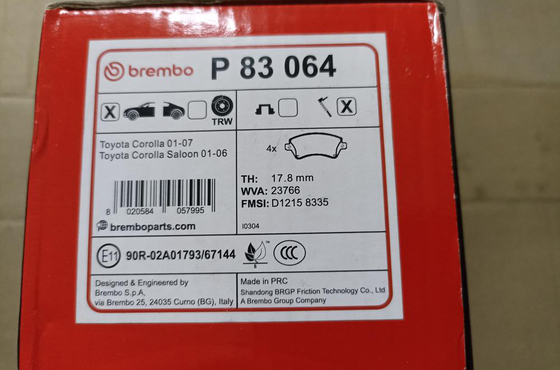 brembo P 83 064
X
TRW
X
Toyota Corolla 01-07
Toyota Corolla Saloon 01-06
4x
8 020584 057995
TH: 17.8 mm
WVA: 23766
FMSI: D1215 8335
bremboparts.com
I0304
E11 90R-02A01793/67144
CCC
Designed & Engineered by
Brembo S.p.A.
via Brembo 25, 24035 Curno (BG), Italy
Made in PRC
Shandong BRGP Friction Technology Co., Ltd
A Brembo Group Company